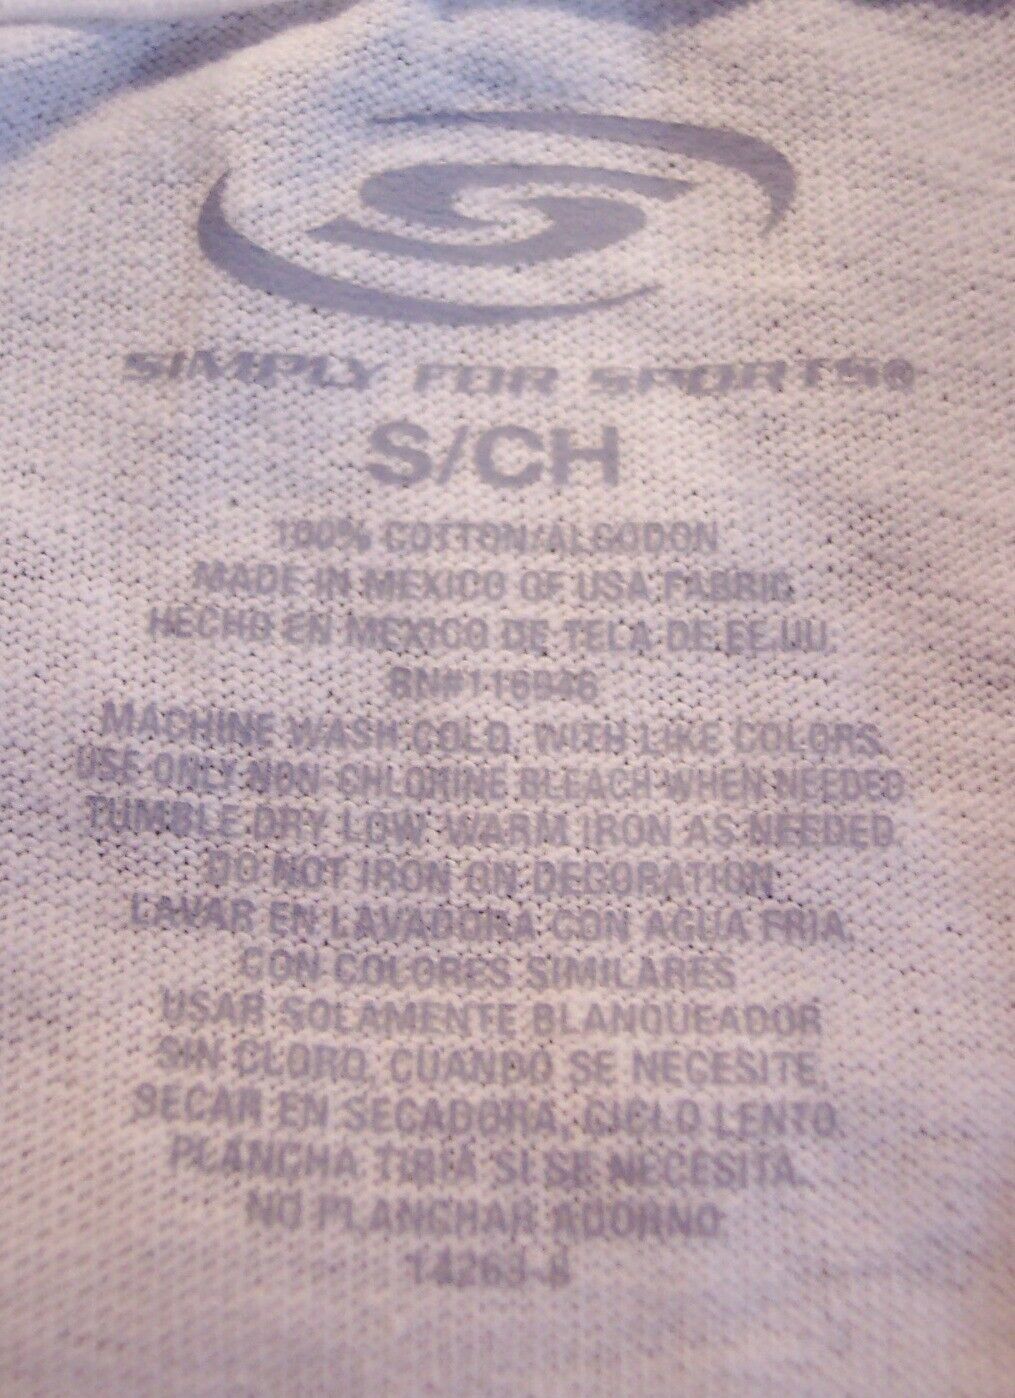 SIMPLY FOR SPORTS®
S/CH
100% COTTON/ALGODON
MADE IN MEXICO OF USA FABRIC
HECHO EN MEXICO DE TELA DE EE.UU.
RN#116946
MACHINE WASH COLD, WITH LIKE COLORS.
USE ONLY NON-CHLORINE BLEACH WHEN NEEDED.
TUMBLE DRY LOW. WARM IRON AS NEEDED.
DO NOT IRON ON DECORATION
LAVAR EN LAVADORA CON AGUA FRIA,
CON COLORES SIMILARES
USAR SOLAMENTE BLANQUEADOR
SIN CLORO, CUANDO SE NECESITE.
SECAR EN SECADORA, CICLO LENTO.
PLANCHA TIBIA SI SE NECESITA.
NO PLANCHAR ADORNO